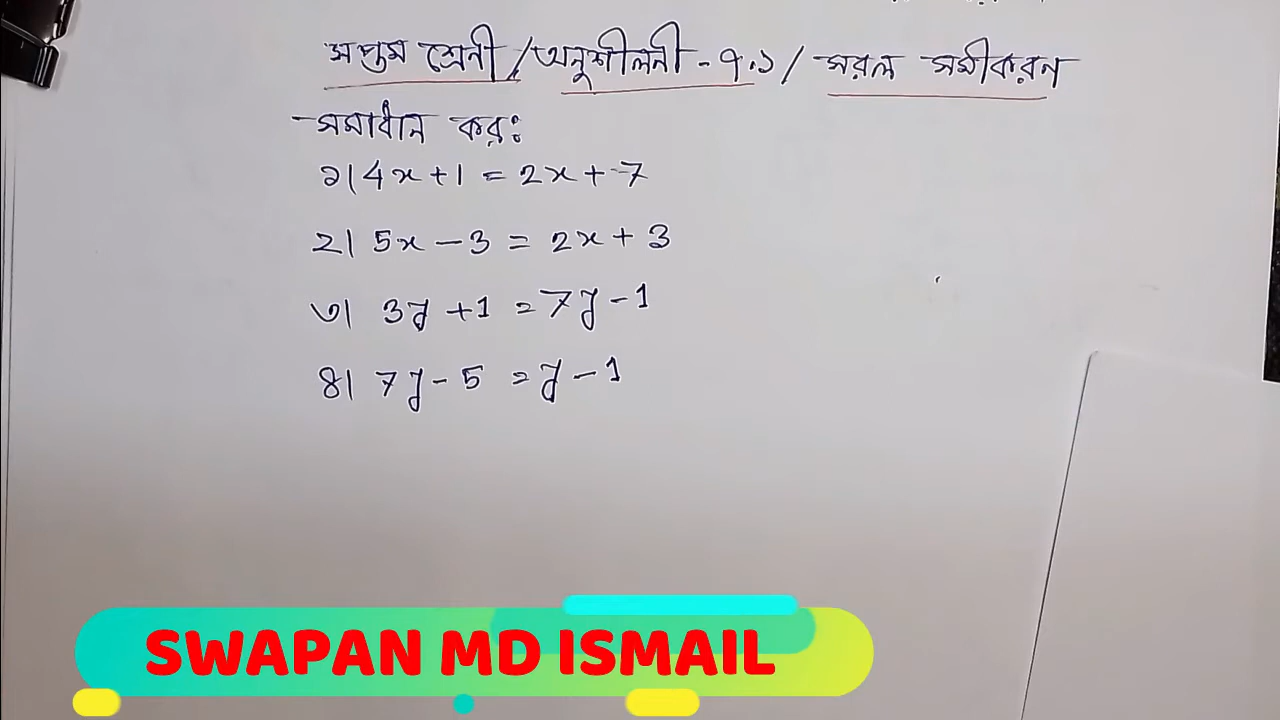 সপ্তম শ্রেনী / অনুশীলনী - ৭.১ / সরল সমীকরণ
সমাধান কর:
১। 4x + 1 = 2x + 7
2। 5x - 3 = 2x + 3
৩। 3y + 1 = 7y - 1
৪। 7y - 5 = y - 1
SWAPAN MD ISMAIL